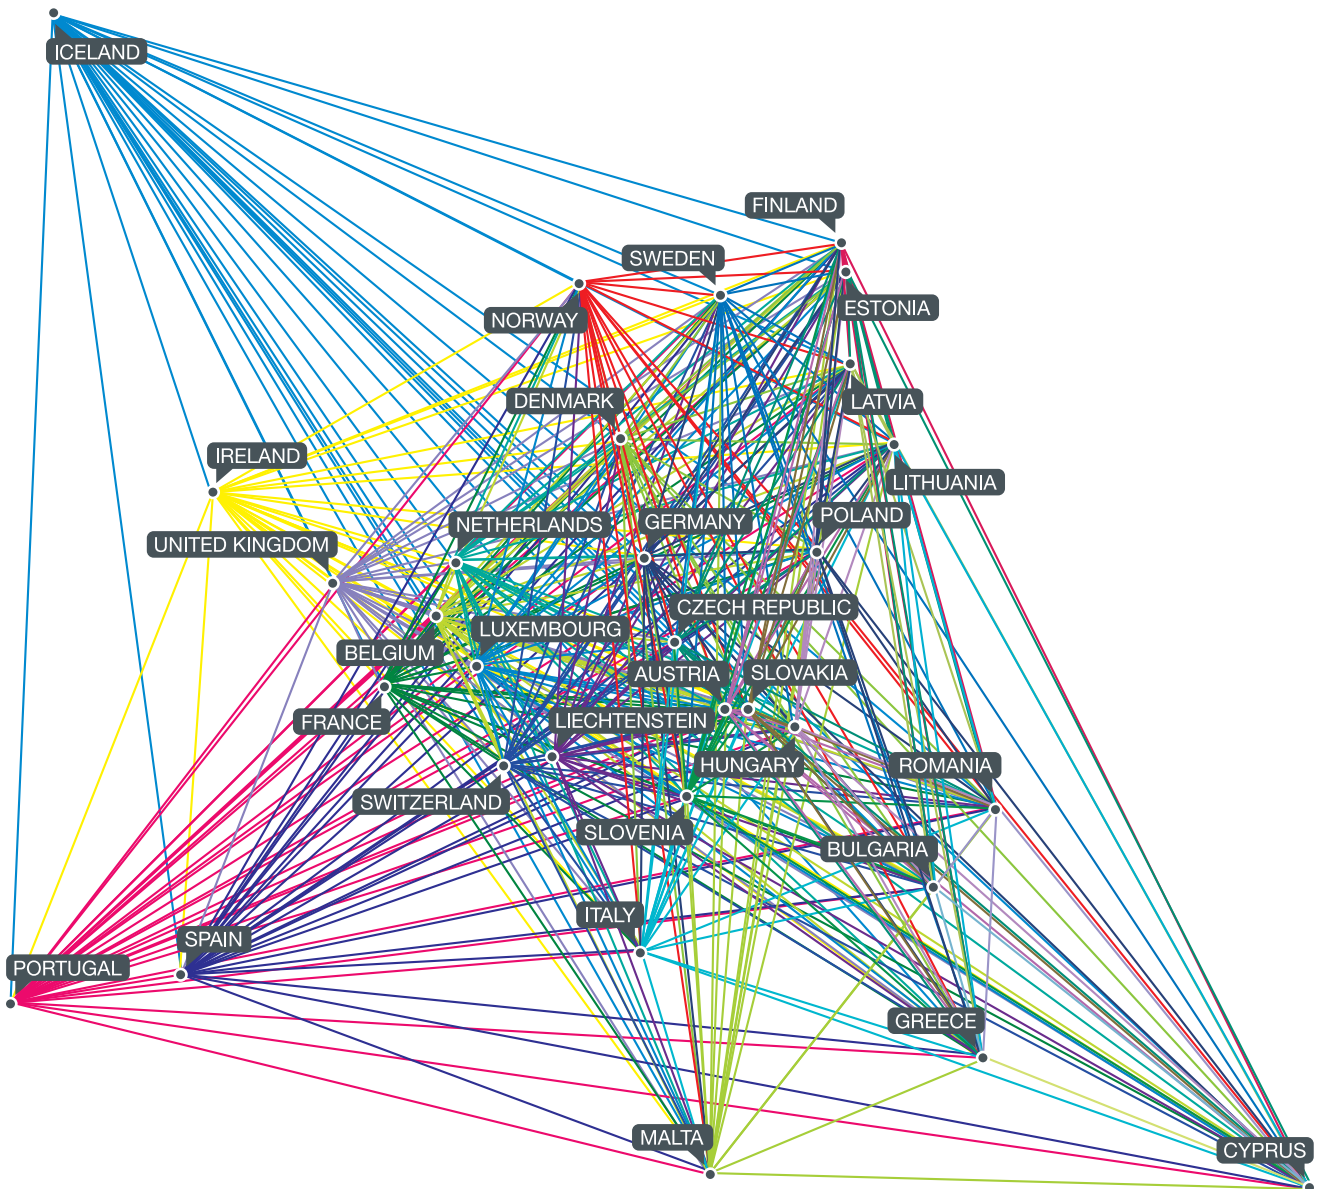 ICELAND
FINLAND
SWEDEN
ESTONIA
NORWAY
DENMARK
LATVIA
IRELAND
LITHUANIA
POLAND
NETHERLANDS
GERMANY
UNITED KINGDOM
CZECH REPUBLIC
LUXEMBOURG
BELGIUM
AUSTRIA
SLOVAKIA
FRANCE
LIECHTENSTEIN
HUNGARY
ROMANIA
SWITZERLAND
SLOVENIA
BULGARIA
ITALY
SPAIN
PORTUGAL
GREECE
MALTA
CYPRUS